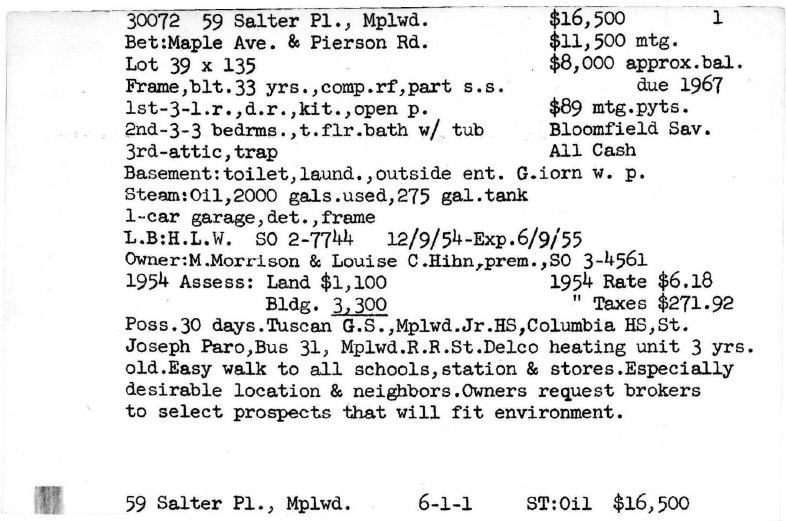 30072 59 Salter Pl., Mplwd. $16,500 1
Bet:Maple Ave. & Pierson Rd. $11,500 mtg.
Lot 39 x 135 $8,000 approx.bal.
Frame,blt.33 yrs.,comp.rf,part s.s. due 1967
1st-3-l.r.,d.r.,kit.,open p. $89 mtg.pyts.
2nd-3-3 bedrms.,t.flr.bath w/ tub Bloomfield Sav.
3rd-attic,trap All Cash
Basement:toilet,laund.,outside ent. G.iorn w. p.
Steam:Oil,2000 gals.used,275 gal.tank
1-car garage,det.,frame
L.B:H.L.W. SO 2-7744 12/9/54-Exp.6/9/55
Owner:M.Morrison & Louise C.Hihn,prem.,SO 3-4561
1954 Assess: Land $1,100 1954 Rate $6.18
Bldg. 3,300 " Taxes $271.92
Poss.30 days.Tuscan G.S.,Mplwd.Jr.HS,Columbia HS,St.
Joseph Paro,Bus 31, Mplwd.R.R.St.Delco heating unit 3 yrs.
old.Easy walk to all schools,station & stores.Especially
desirable location & neighbors.Owners request brokers
to select prospects that will fit environment.
59 Salter Pl., Mplwd. 6-1-1 ST:Oil $16,500